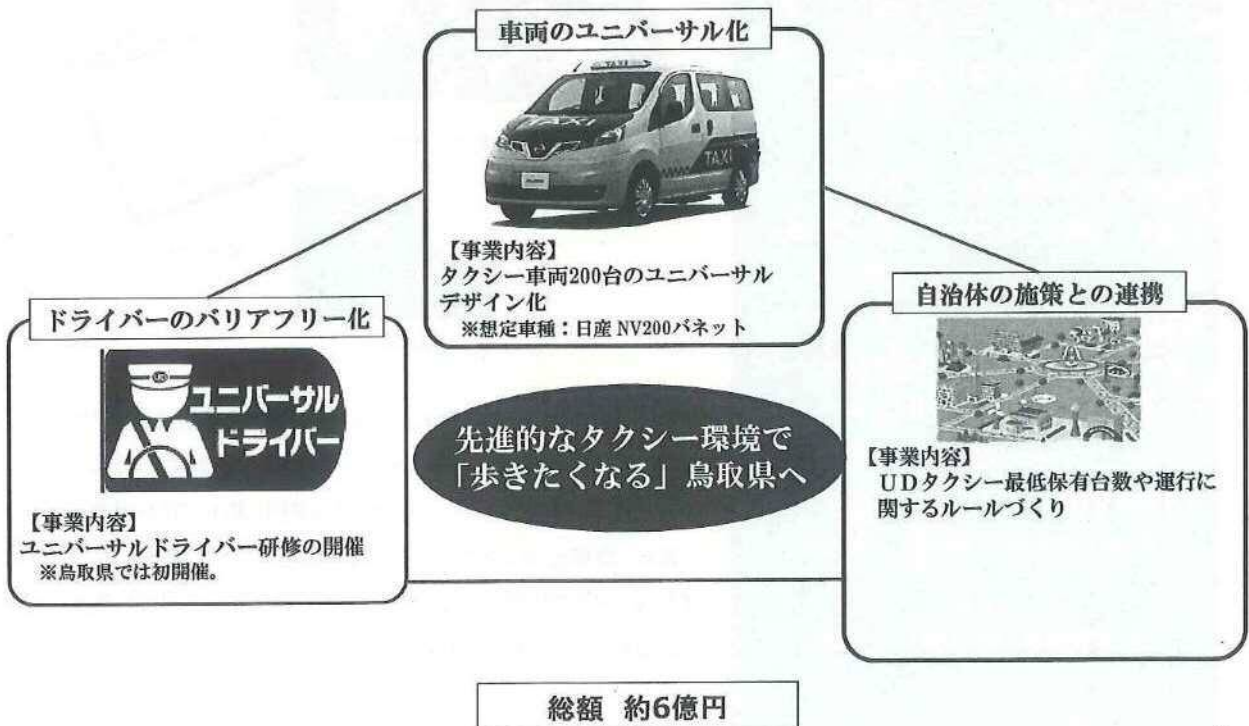 車両のユニバーサル化
TAXI
TAXI
TAXI
【事業内容】
タクシー車両200台のユニバーサル
デザイン化
※想定車種：日産 NV200バネット
ドライバーのバリアフリー化
ユニバーサル
ドライバー
【事業内容】
ユニバーサルドライバー研修の開催
※鳥取県では初開催。
先進的なタクシー環境で
「歩きたくなる」鳥取県へ
自治体の施策との連携
【事業内容】
ＵＤタクシー最低保有台数や運行に
関するルールづくり
総額 約6億円